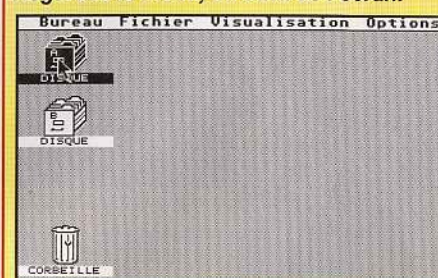 Bureau Fichier Visualisation Options
A
DISQUE
B
DISQUE
CORBEILLE